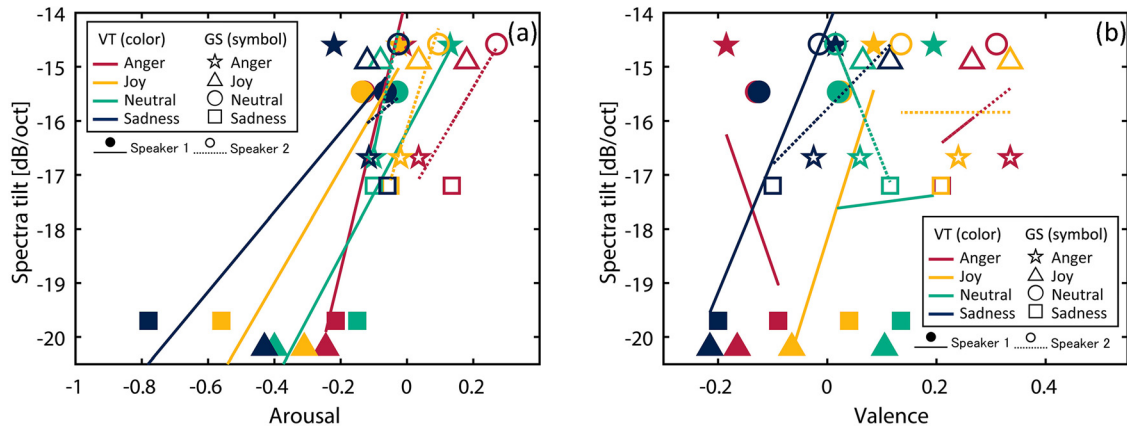 (a)
VT (color) GS (symbol)
Anger Anger
Joy Joy
Neutral Neutral
Sadness Sadness
Speaker 1 Speaker 2
Spectra tilt [dB/oct]
-14
-15
-16
-17
-18
-19
-20
-1 -0.8 -0.6 -0.4 -0.2 0 0.2 0.4
Arousal
(b)
Spectra tilt [dB/oct]
-14
-15
-16
-17
-18
-19
-20
VT (color) GS (symbol)
Anger Anger
Joy Joy
Neutral Neutral
Sadness Sadness
Speaker 1 Speaker 2
-0.2 0 0.2 0.4
Valence